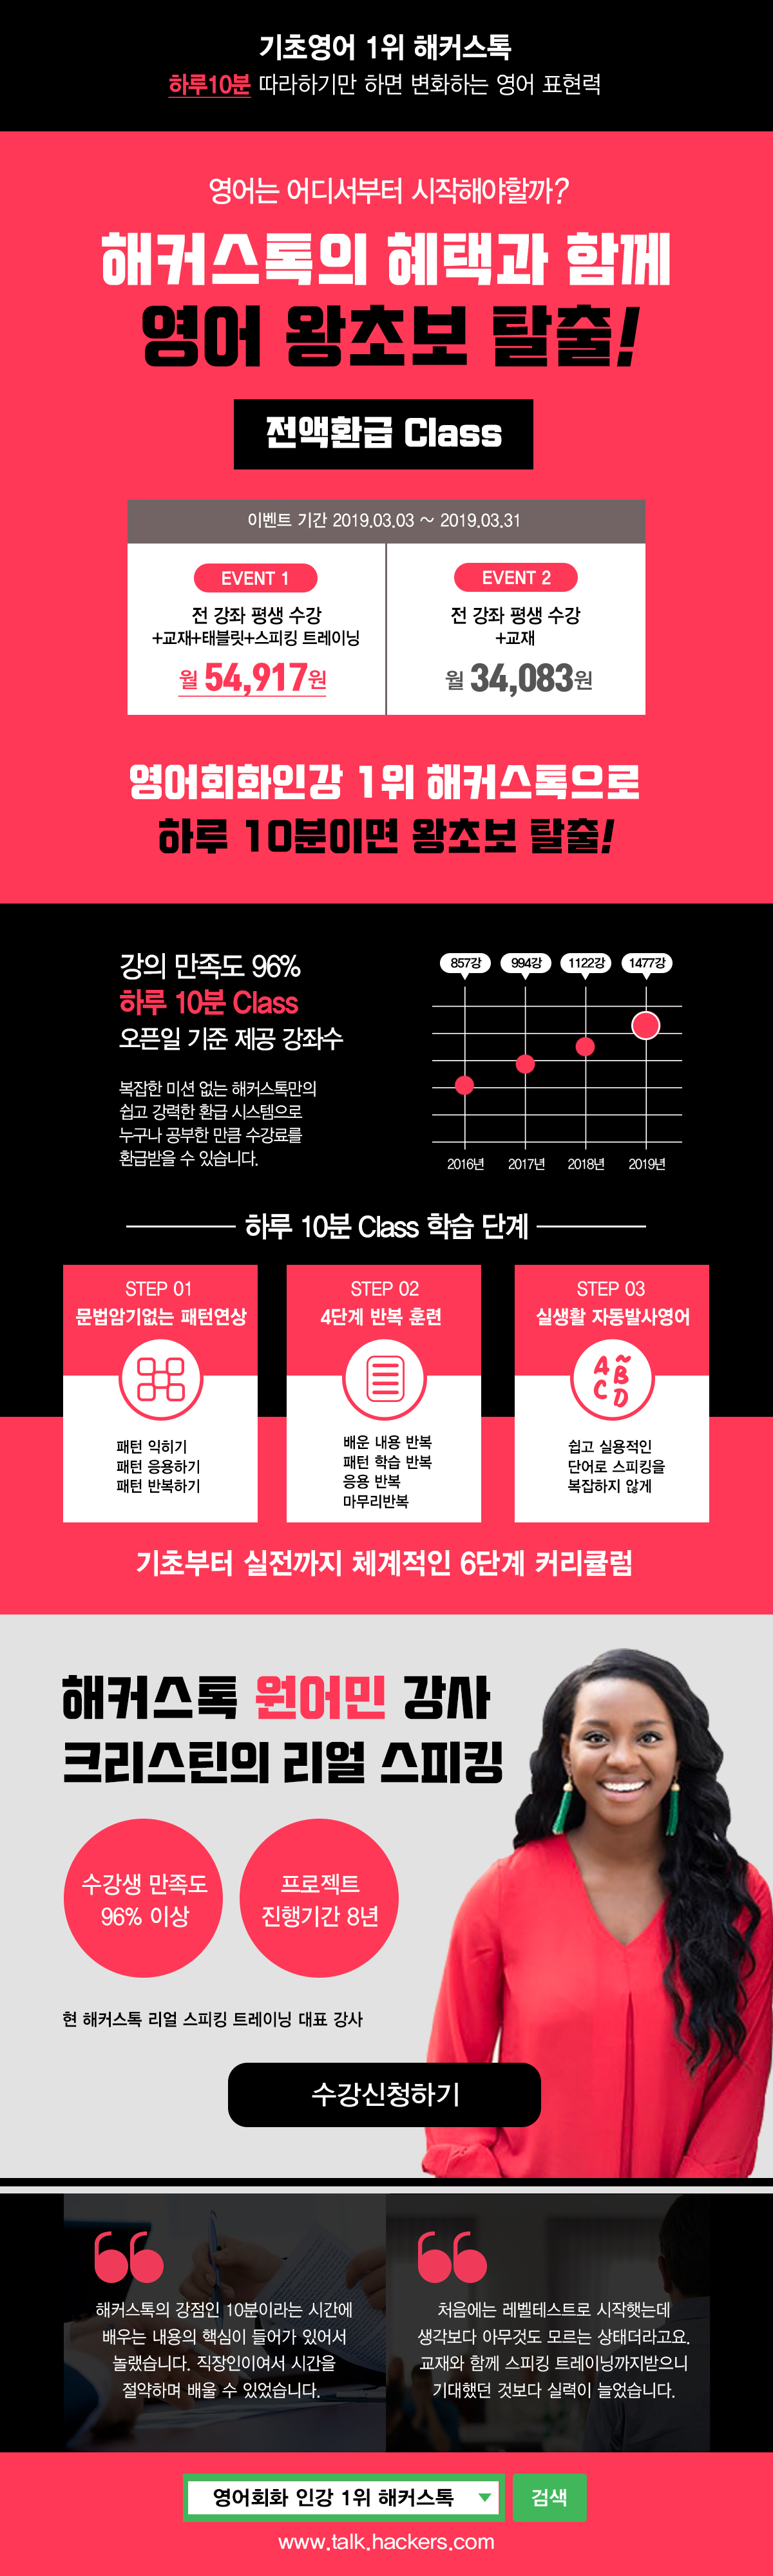 기초영어 1위 해커스톡
하루10분 따라하기만 하면 변화하는 영어 표현력
영어는 어디서부터 시작해야할까?
해커스톡의 혜택과 함께
영어 왕초보 탈출!
전액환급 Class
이벤트 기간 2019.03.03 ~ 2019.03.31
EVENT 1
전 강좌 평생 수강
+교재+태블릿+스피킹 트레이닝
월 54,917원
EVENT 2
전 강좌 평생 수강
+교재
월 34,083원
영어회화인강 1위 해커스톡으로
하루 10분이면 왕초보 탈출!
강의 만족도 96%
하루 10분 Class
오픈일 기준 제공 강좌수
복잡한 미션 없는 해커스톡만의
쉽고 강력한 환급 시스템으로
누구나 공부한 만큼 수강료를
환급받을 수 있습니다.
857강 994강 1122강 1477강
2016년 2017년 2018년 2019년
하루 10분 Class 학습 단계
STEP 01
문법암기없는 패턴연상
패턴 익히기
패턴 응용하기
패턴 반복하기
STEP 02
4단계 반복 훈련
배운 내용 반복
패턴 학습 반복
응용 반복
마무리반복
STEP 03
실생활 자동발사영어
A B
C D
쉽고 실용적인
단어로 스피킹을
복잡하지 않게
기초부터 실전까지 체계적인 6단계 커리큘럼
해커스톡 원어민 강사
크리스틴의 리얼 스피킹
수강생 만족도
96% 이상
프로젝트
진행기간 8년
현 해커스톡 리얼 스피킹 트레이닝 대표 강사
수강신청하기
해커스톡의 강점인 10분이라는 시간에
배우는 내용의 핵심이 들어가 있어서
놀랬습니다. 직장인이여서 시간을
절약하며 배울 수 있었습니다.
처음에는 레벨테스트로 시작햇는데
생각보다 아무것도 모르는 상태더라고요.
교재와 함께 스피킹 트레이닝까지받으니
기대했던 것보다 실력이 늘었습니다.
영어회화 인강 1위 해커스톡
검색
www.talk.hackers.com